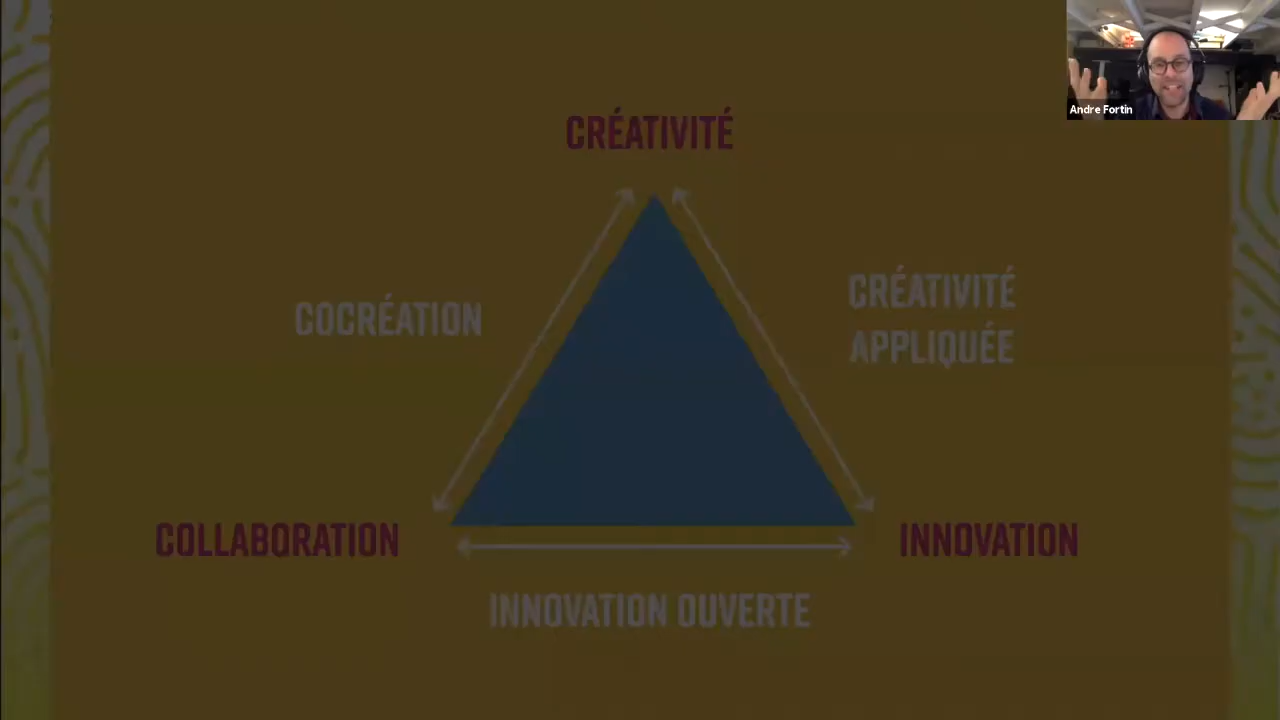 Andre Fortin
CRÉATIVITÉ
COCRÉATION
CRÉATIVITÉ
APPLIQUÉE
COLLABORATION
INNOVATION
INNOVATION OUVERTE